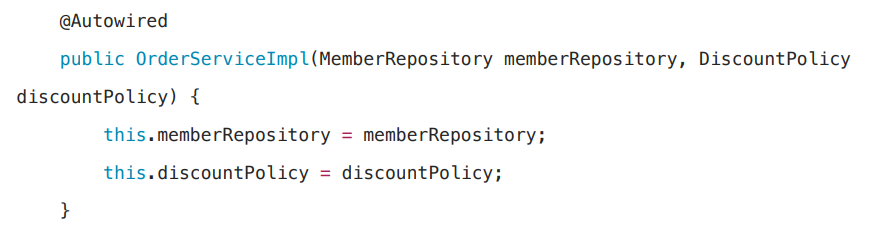 @Autowired
public OrderServiceImpl(MemberRepository memberRepository, DiscountPolicy
discountPolicy) {
this.memberRepository = memberRepository;
this.discountPolicy = discountPolicy;
}